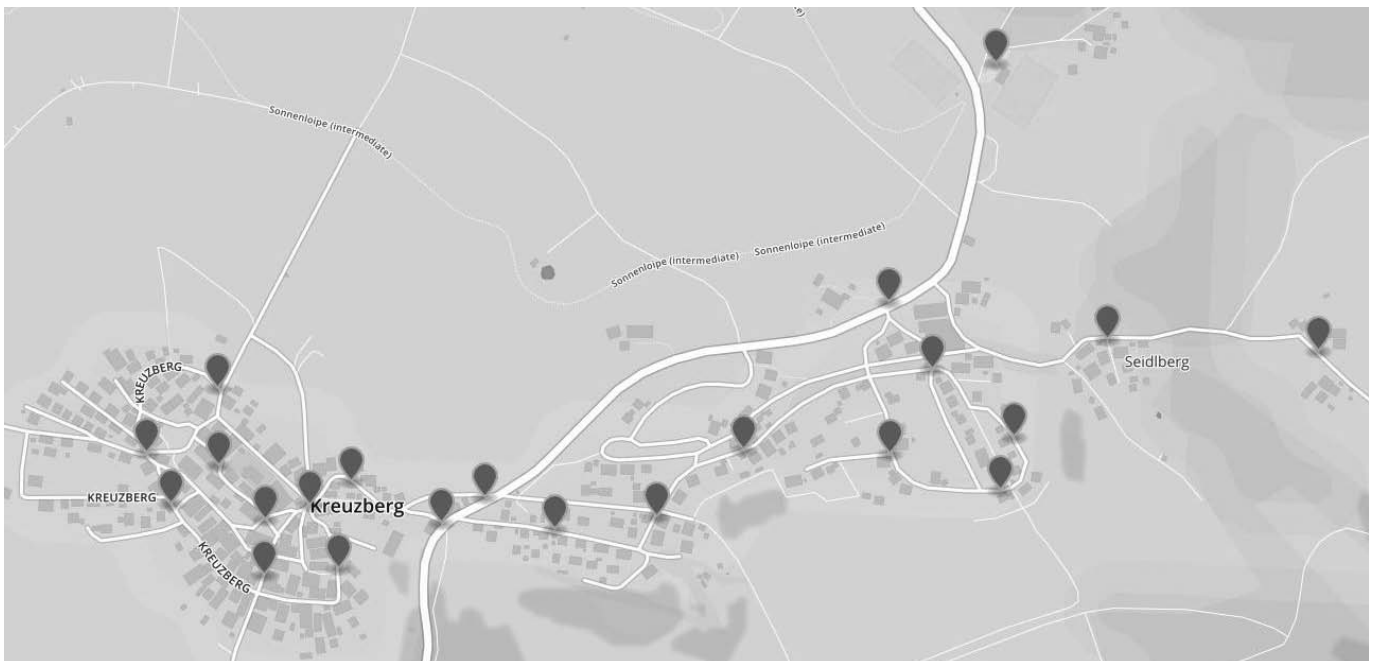 Sonnenloipe (intermediate)
Sonnenloipe (intermediate)
Sonnenloipe (intermediate)
Seidlberg
KREUZBERG
KREUZBERG
Kreuzberg
KREUZBERG